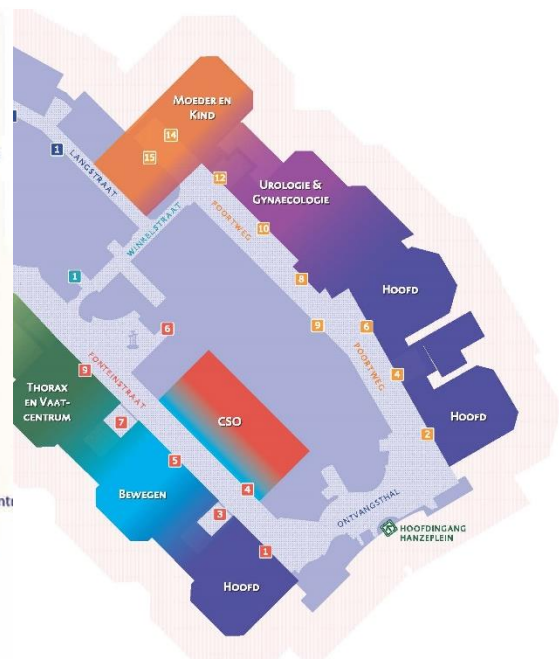 MOEDER EN
KIND
14
15
1
LANGSTRAAT
12
UROLOGIE &
GYNAECOLOGIE
WINKELSTRAAT
POORTWEG
10
1
8
HOOFD
6
9
6
POORTWEG
4
9
FONTEINSTRAAT
THORAX
EN VAAT-
CENTRUM
CSO
HOOFD
7
2
5
BEWEGEN
4
3
ONTVANGSTHAL
HOOFDINGANG
HANZEPLEIN
1
HOOFD